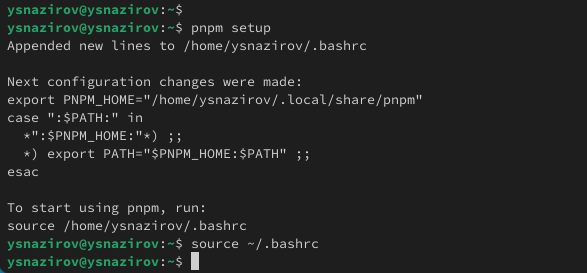 ysnazirov@ysnazirov:~$
ysnazirov@ysnazirov:~$ pnpm setup
Appended new lines to /home/ysnazirov/.bashrc

Next configuration changes were made:
export PNPM_HOME="/home/ysnazirov/.local/share/pnpm"
case ":$PATH:" in
  *":$PNPM_HOME:"*) ;;
  *) export PATH="$PNPM_HOME:$PATH" ;;
esac

To start using pnpm, run:
source /home/ysnazirov/.bashrc
ysnazirov@ysnazirov:~$ source ~/.bashrc
ysnazirov@ysnazirov:~$